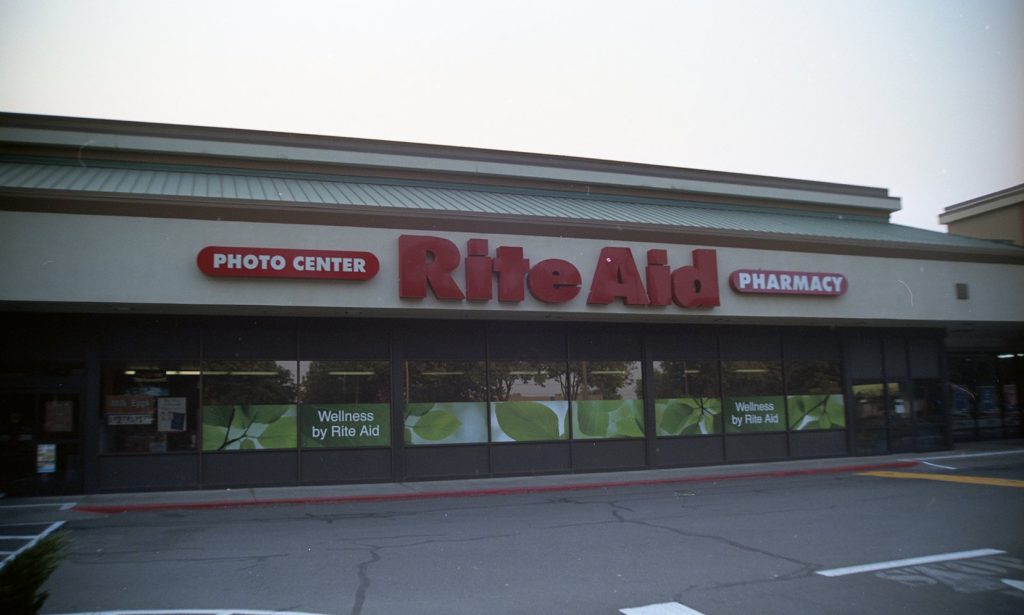 PHOTO CENTER
Rite Aid
PHARMACY
Wellness
by Rite Aid
Wellness
by Rite Aid